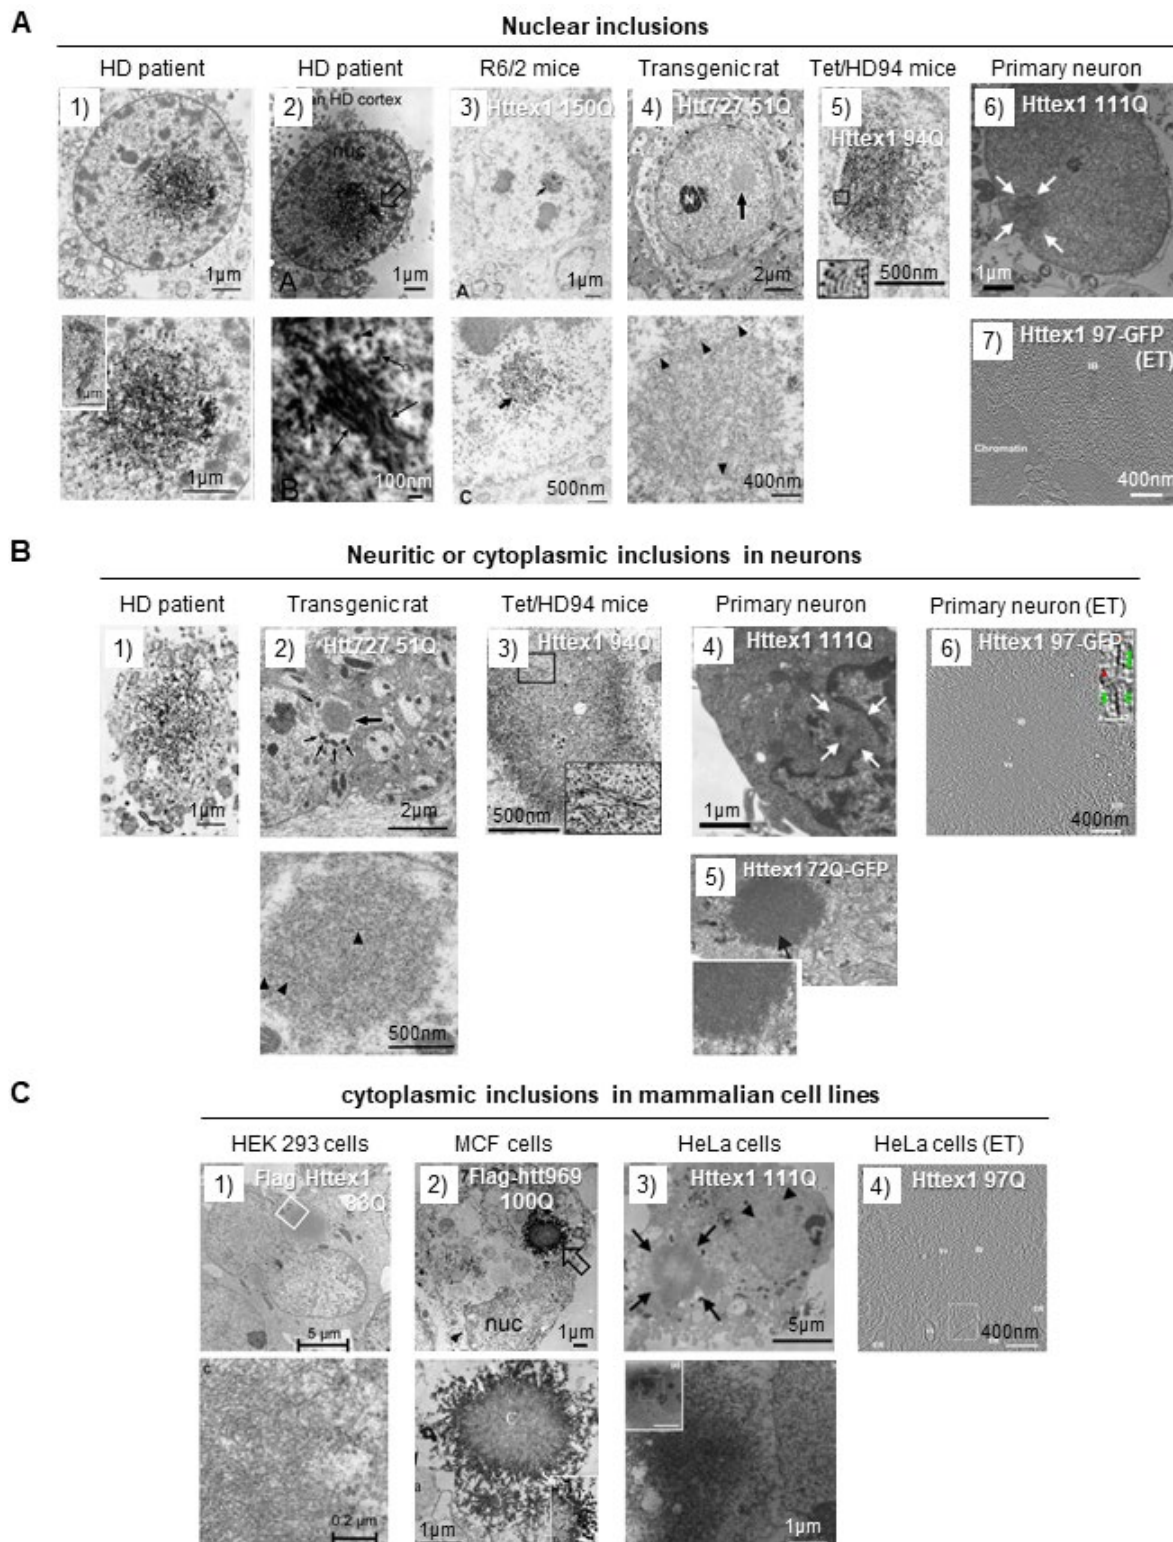 A
Nuclear inclusions
HD patient
HD patient
R6/2 mice
Transgenic rat
Tet/HD94 mice
Primary neuron
1)
1µm
2)
an HD cortex
nuc
A
1µm
3)
Httex1 150Q
A
1µm
4)
Htt727 51Q
N
2µm
5)
Httex1 94Q
500nm
6)
Httex1 111Q
1µm
1µm
1µm
B
100nm
C
500nm
400nm
7)
Httex1 97-GFP
(ET)
IB
Chromatin
400nm
B
Neuritic or cytoplasmic inclusions in neurons
HD patient
Transgenic rat
Tet/HD94 mice
Primary neuron
Primary neuron (ET)
1)
1µm
2)
Htt727 51Q
2µm
3)
Httex1 94Q
500nm
4)
Httex1 111Q
1µm
6)
Httex1 97-GFP
400nm
500nm
5)
Httex1 72Q-GFP
C
cytoplasmic inclusions in mammalian cell lines
HEK 293 cells
MCF cells
HeLa cells
HeLa cells (ET)
1)
Flag-Httex1
83Q
5 µm
2)
Flag-htt969
100Q
nuc
1µm
3)
Httex1 111Q
5µm
4)
Httex1 97Q
ER
400nm
c
0.2 µm
C
a
1µm
1µm